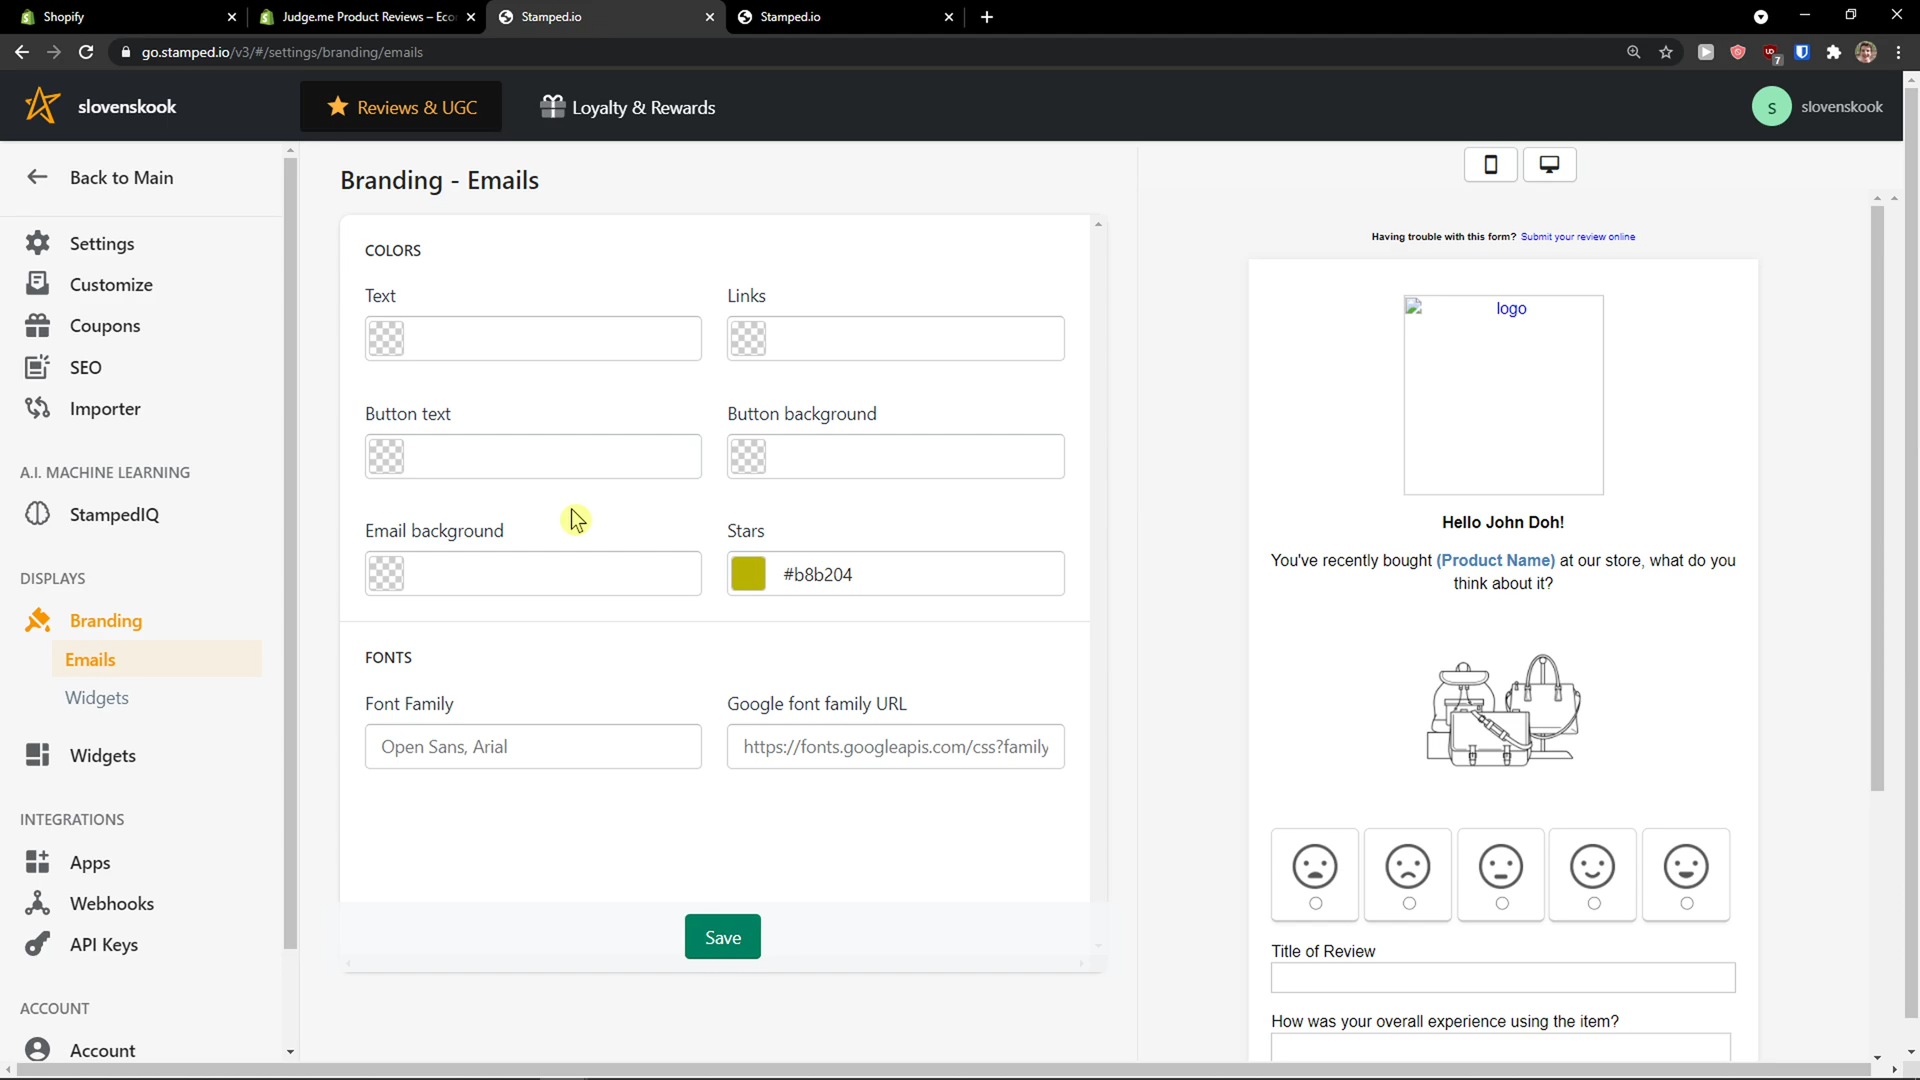 Shopify
Judge.me Product Reviews – Eco
Stamped.io
Stamped.io
go.stamped.io/v3/#/settings/branding/emails
7
slovenskook
Reviews & UGC
Loyalty & Rewards
S
slovenskook
Back to Main
Settings
Customize
Coupons
SEO
Importer
A.I. MACHINE LEARNING
StampedIQ
DISPLAYS
Branding
Emails
Widgets
Widgets
INTEGRATIONS
Apps
Webhooks
API Keys
ACCOUNT
Account
Branding - Emails
COLORS
Text
Links
Button text
Button background
Email background
Stars
#b8b204
FONTS
Font Family
Google font family URL
Open Sans, Arial
https://fonts.googleapis.com/css?family
Save
Having trouble with this form? Submit your review online
logo
Hello John Doh!
You've recently bought (Product Name) at our store, what do you
think about it?
Title of Review
How was your overall experience using the item?